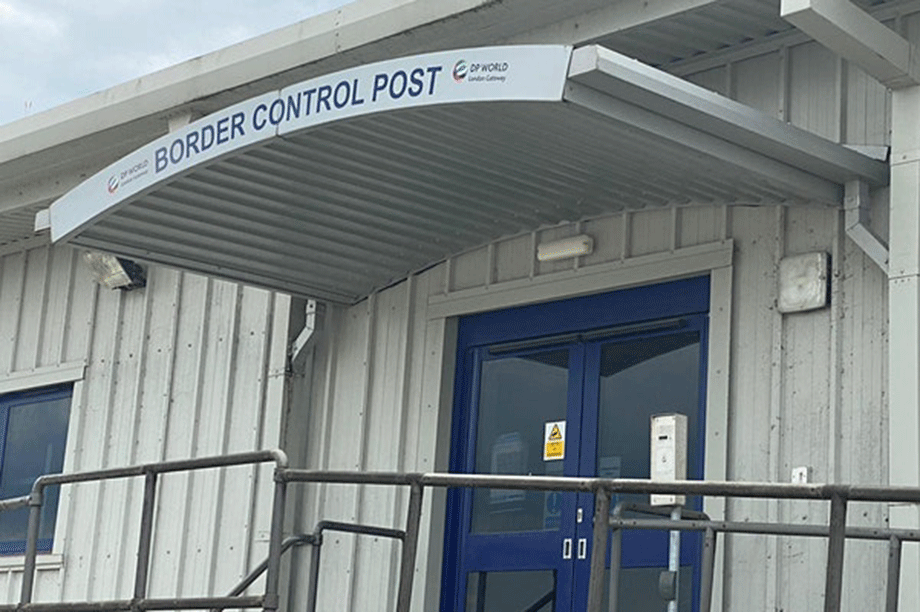 DP WORLD
London Gateway
BORDER CONTROL POST
DP WORLD
London Gateway